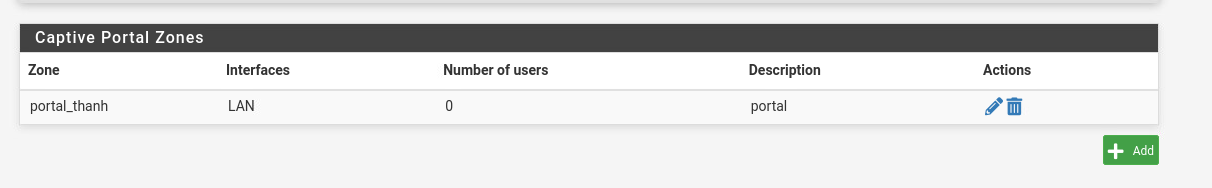 Captive Portal Zones
Zone Interfaces Number of users Description Actions
portal_thanh LAN 0 portal
Add